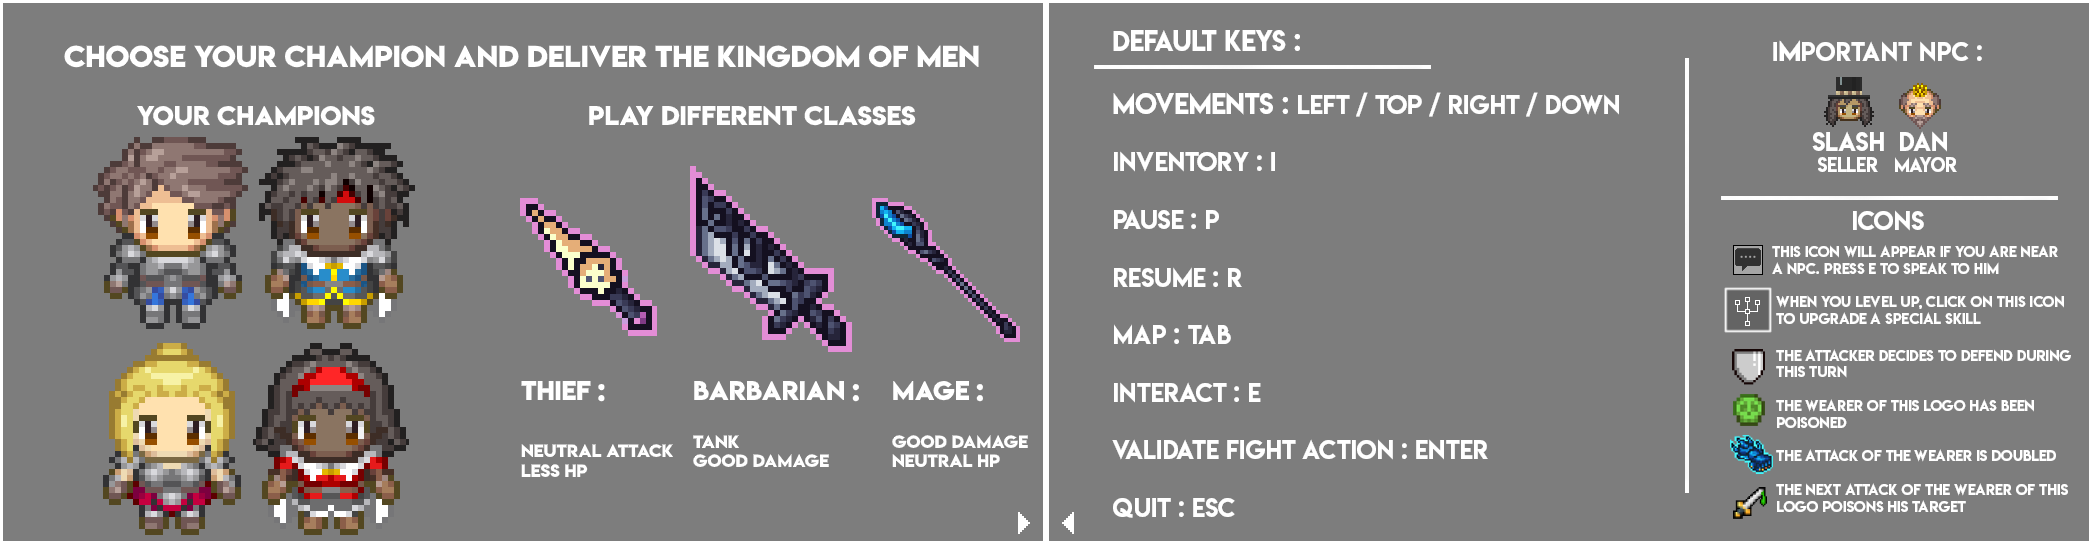 CHOOSE YOUR CHAMPION AND DELIVER THE KINGDOM OF MEN
YOUR CHAMPIONS
PLAY DIFFERENT CLASSES
THIEF :
NEUTRAL ATTACK
LESS HP
BARBARIAN :
TANK
GOOD DAMAGE
MAGE :
GOOD DAMAGE
NEUTRAL HP
DEFAULT KEYS :
MOVEMENTS : LEFT / TOP / RIGHT / DOWN
INVENTORY : I
PAUSE : P
RESUME : R
MAP : TAB
INTERACT : E
VALIDATE FIGHT ACTION : ENTER
QUIT : ESC
IMPORTANT NPC :
SLASH DAN
SELLER MAYOR
ICONS
THIS ICON WILL APPEAR IF YOU ARE NEAR
A NPC. PRESS E TO SPEAK TO HIM
WHEN YOU LEVEL UP, CLICK ON THIS ICON
TO UPGRADE A SPECIAL SKILL
THE ATTACKER DECIDES TO DEFEND DURING
THIS TURN
THE WEARER OF THIS LOGO HAS BEEN
POISONED
THE ATTACK OF THE WEARER IS DOUBLED
THE NEXT ATTACK OF THE WEARER OF THIS
LOGO POISONS HIS TARGET